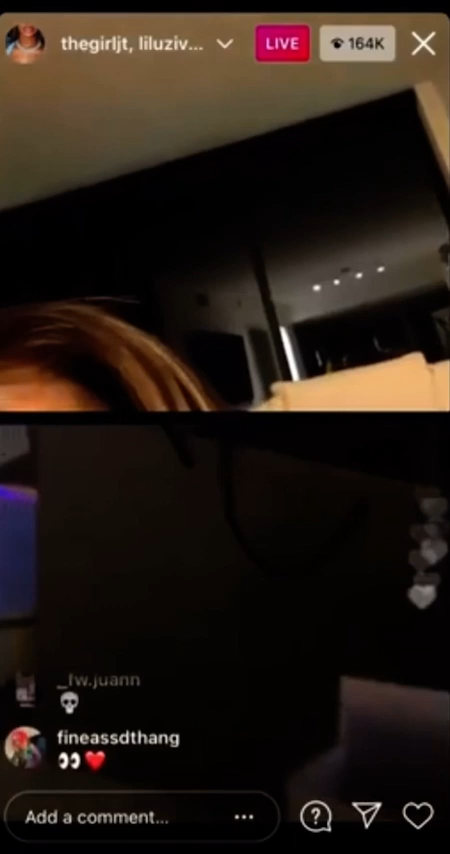 thegirljt, liluziv...
LIVE
164K
_fw.juann
💀
fineassdthang
👀❤️
Add a comment...